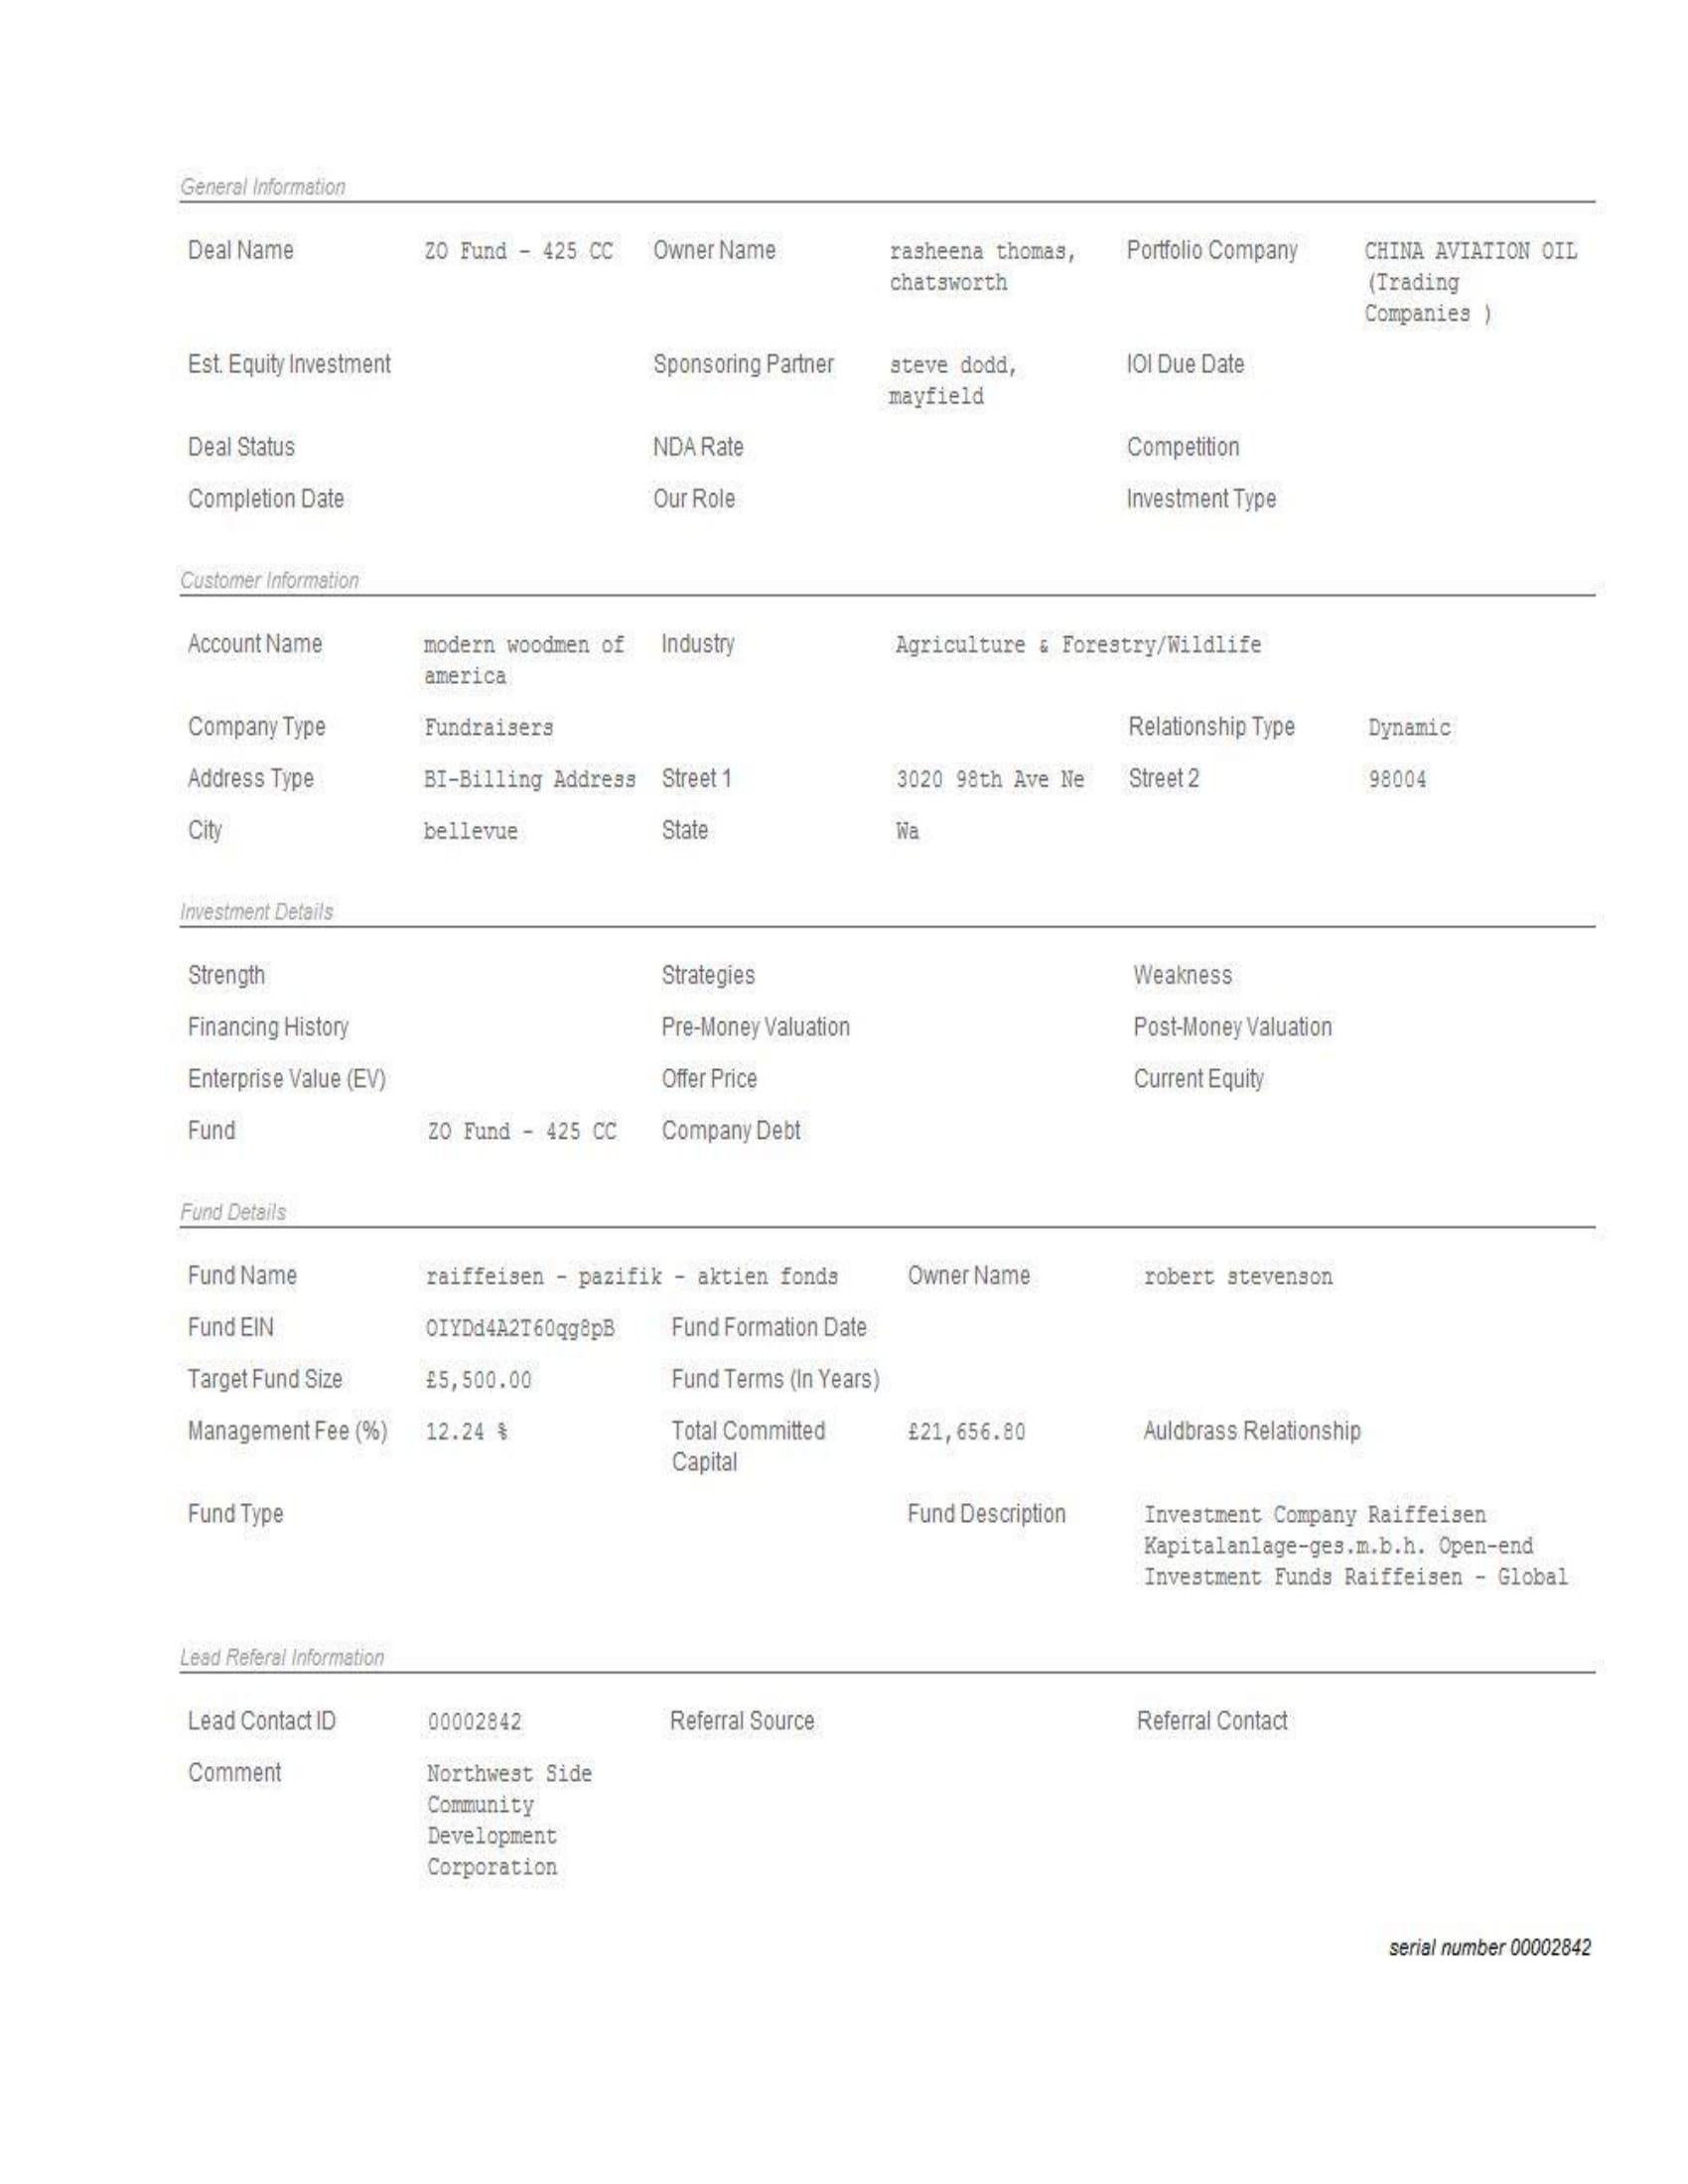 General Information
Deal Name ZO Fund - 425 CC Owner Name rasheena thomas, Portfolio Company CHINA AVIATION OIL
chatsworth (Trading
Companies )
Est. Equity Investment Sponsoring Partner steve dodd, IOI Due Date
mayfield
Deal Status NDA Rate Competition
Completion Date Our Role Investment Type
Customer Information
Account Name modern woodmen of Industry Agriculture & Forestry/Wildlife
america
Company Type Fundraisers Relationship Type Dynamic
Address Type BI-Billing Address Street 1 3020 98th Ave Ne Street 2 98004
City bellevue State Wa
Investment Details
Strength Strategies Weakness
Financing History Pre-Money Valuation Post-Money Valuation
Enterprise Value (EV) Offer Price Current Equity
Fund ZO Fund - 425 CC Company Debt
Fund Details
Fund Name raiffeisen - pazifik - aktien fonds Owner Name robert stevenson
Fund EIN OIYDd4A2T60qg8pB Fund Formation Date
Target Fund Size £5,500.00 Fund Terms (In Years)
Management Fee (%) 12.24 % Total Committed £21,656.80 Auldbrass Relationship
Capital
Fund Type Fund Description Investment Company Raiffeisen
Kapitalanlage-ges.m.b.h. Open-end
Investment Funds Raiffeisen - Global
Lead Referal Information
Lead Contact ID 00002842 Referral Source Referral Contact
Comment Northwest Side
Community
Development
Corporation
serial number 00002842